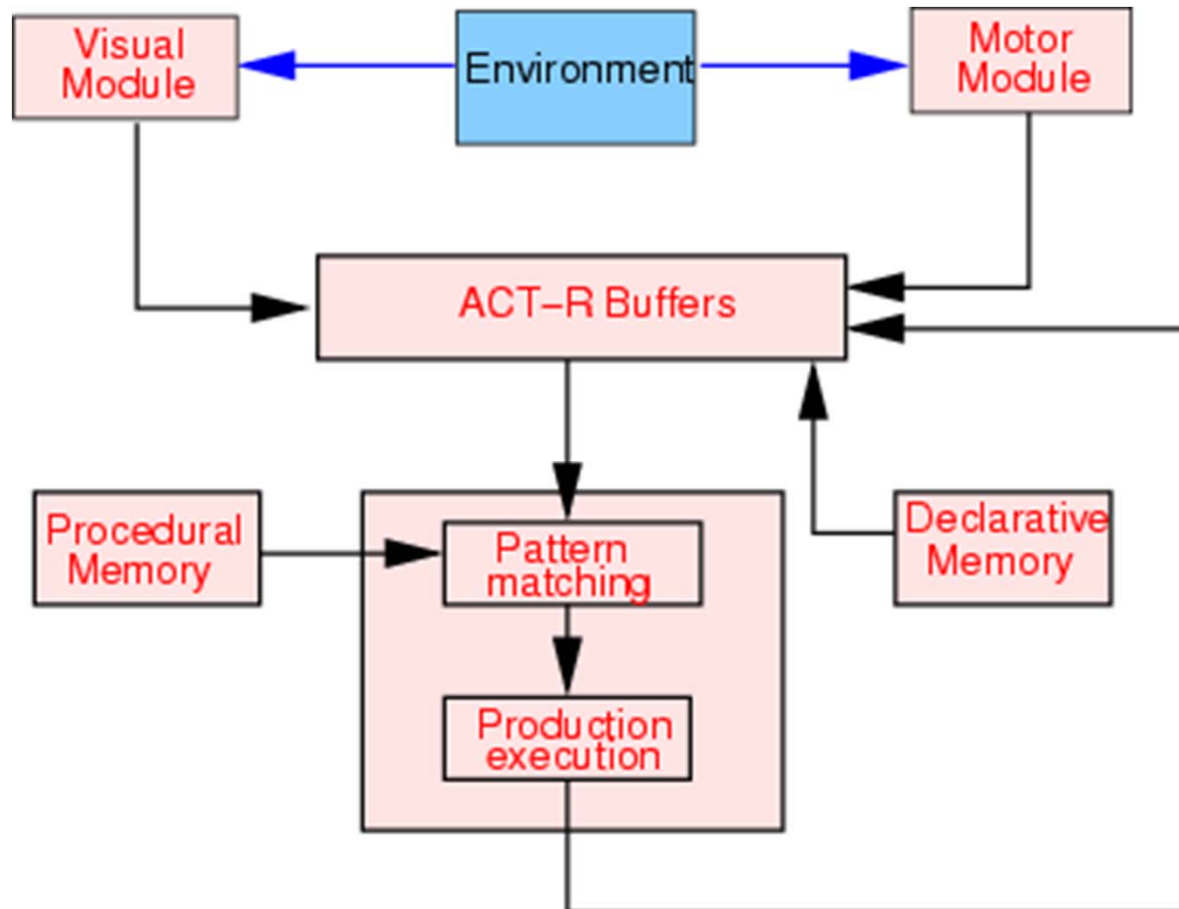 Visual
Module
Environment
Motor
Module
ACT–R Buffers
Procedural
Memory
Pattern
matching
Declarative
Memory
Production
execution